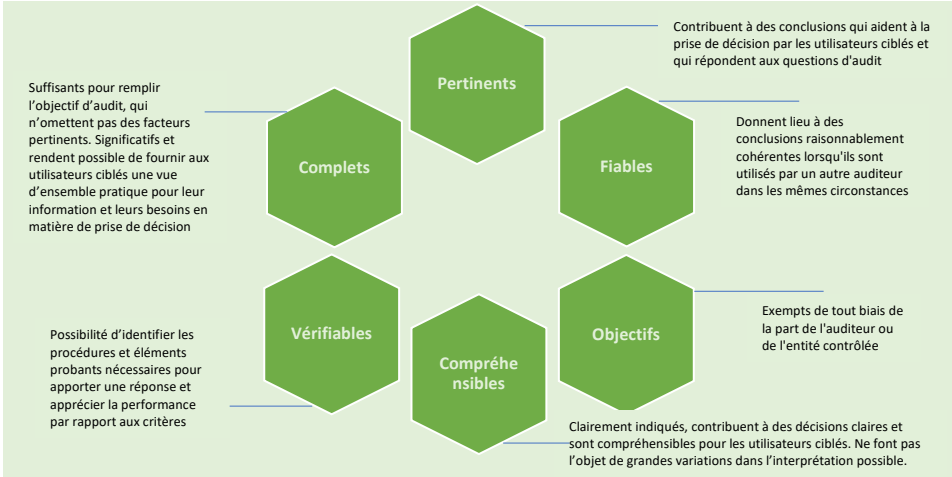 Pertinents
Contribuent à des conclusions qui aident à la
prise de décision par les utilisateurs ciblés et
qui répondent aux questions d'audit
Fiables
Donnent lieu à des
conclusions raisonnablement
cohérentes lorsqu'ils sont
utilisés par un autre auditeur
dans les mêmes circonstances
Objectifs
Exempts de tout biais de
la part de l'auditeur ou
de l'entité contrôlée
Compréhe
nsibles
Clairement indiqués, contribuent à des décisions claires et
sont compréhensibles pour les utilisateurs ciblés. Ne font pas
l’objet de grandes variations dans l’interprétation possible.
Vérifiables
Possibilité d’identifier les
procédures et éléments
probants nécessaires pour
apporter une réponse et
apprécier la performance
par rapport aux critères
Complets
Suffisants pour remplir
l’objectif d’audit, qui
n’omettent pas des facteurs
pertinents. Significatifs et
rendent possible de fournir aux
utilisateurs ciblés une vue
d’ensemble pratique pour leur
information et leurs besoins en
matière de prise de décision